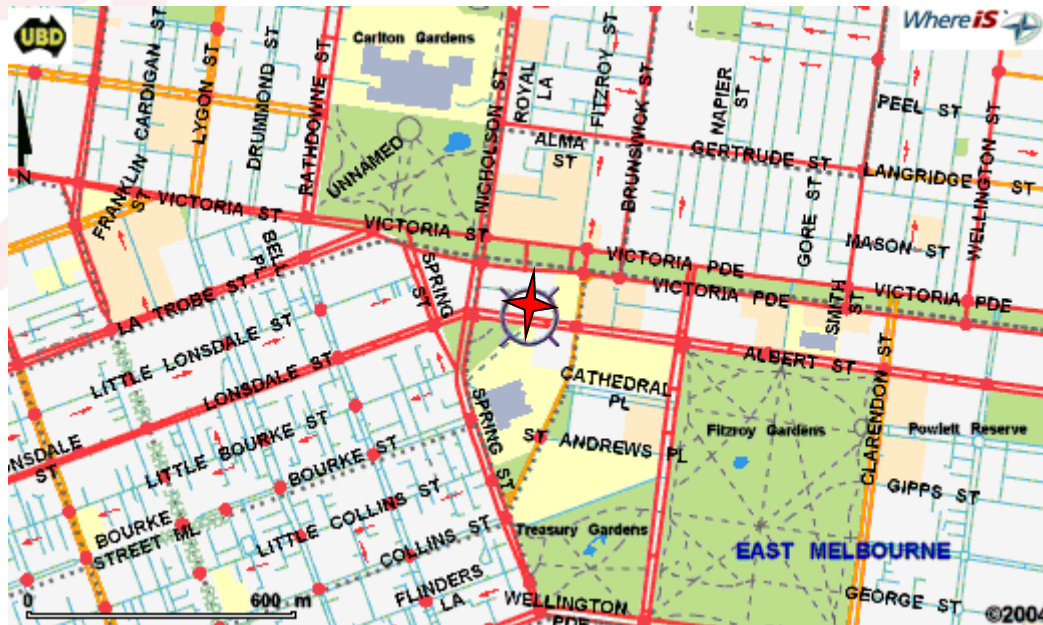 UBD
Where iS
Carlton Gardens
CARDIGAN ST
LYGON ST
DRUMMOND ST
RATHDOWNE ST
NICHOLSON ST
ROYAL LA
FITZROY ST
BRUNSWICK ST
NAPIER ST
PEEL ST
WELLINGTON ST
UNNAMED
ALMA ST
GERTRUDE ST
LANGRIDGE ST
N
FRANKLIN ST
VICTORIA ST
VICTORIA ST
BELL PL
SPRING ST
GORE ST
MASON ST
VICTORIA PDE
VICTORIA PDE
VICTORIA PDE
SMITH ST
LA TROBE ST
LITTLE LONSDALE ST
LONSDALE ST
ALBERT ST
CATHEDRAL PL
CLARENDON ST
SPRING ST
ST ANDREWS PL
Fitzroy Gardens
Powlett Reserve
NSDALE ST
LITTLE BOURKE ST
BOURKE ST
GIPPS ST
BOURKE STREET ML
LITTLE COLLINS ST
COLLINS ST
Treasury Gardens
EAST MELBOURNE
FLINDERS LA
WELLINGTON PDE
GEORGE ST
0 600 m
©2004